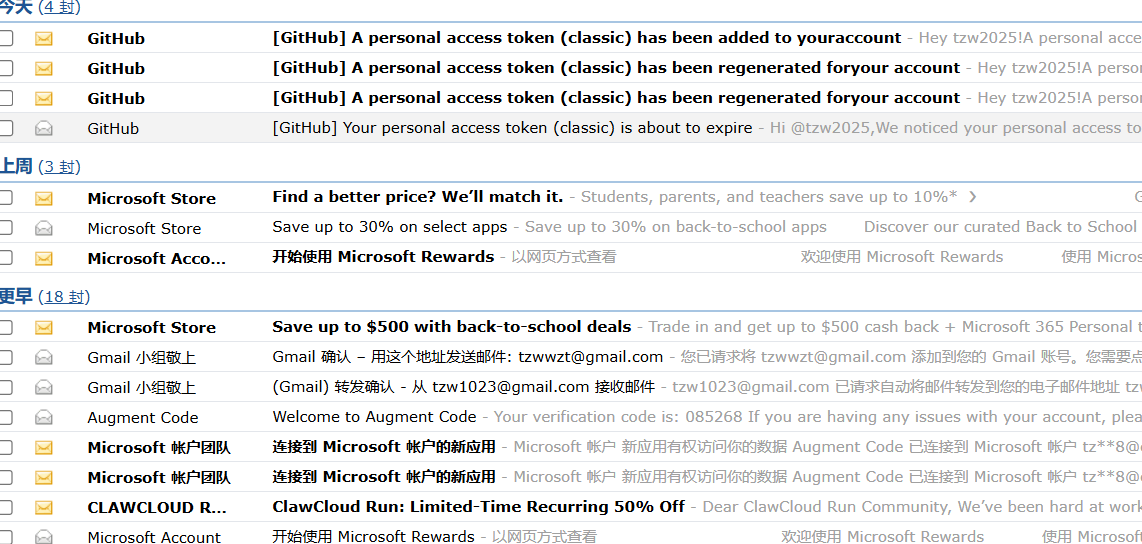 今天 (4 封)
GitHub [GitHub] A personal access token (classic) has been added to youraccount - Hey tzw2025!A personal acce
GitHub [GitHub] A personal access token (classic) has been regenerated foryour account - Hey tzw2025!A person
GitHub [GitHub] A personal access token (classic) has been regenerated foryour account - Hey tzw2025!A person
GitHub [GitHub] Your personal access token (classic) is about to expire - Hi @tzw2025,We noticed your personal access to
上周 (3 封)
Microsoft Store Find a better price? We’ll match it. - Students, parents, and teachers save up to 10%* ❯ G
Microsoft Store Save up to 30% on select apps - Save up to 30% on back-to-school apps Discover our curated Back to School
Microsoft Acco... 开始使用 Microsoft Rewards - 以网页方式查看 欢迎使用 Microsoft Rewards 使用 Micros
更早 (18 封)
Microsoft Store Save up to $500 with back-to-school deals - Trade in and get up to $500 cash back + Microsoft 365 Personal t
Gmail 小组敬上 Gmail 确认 – 用这个地址发送邮件: tzwwzt@gmail.com - 您已请求将 tzwwzt@gmail.com 添加到您的 Gmail 账号。您需要点
Gmail 小组敬上 (Gmail) 转发确认 - 从 tzw1023@gmail.com 接收邮件 - tzw1023@gmail.com 已请求自动将邮件转发到您的电子邮件地址 tzw
Augment Code Welcome to Augment Code - Your verification code is: 085268 If you are having any issues with your account, plea
Microsoft 帐户团队 连接到 Microsoft 帐户的新应用 - Microsoft 帐户 新应用有权访问你的数据 Augment Code 已连接到 Microsoft 帐户 tz**8@
Microsoft 帐户团队 连接到 Microsoft 帐户的新应用 - Microsoft 帐户 新应用有权访问你的数据 Augment Code 已连接到 Microsoft 帐户 tz**8@
CLAWCLOUD R... ClawCloud Run: Limited-Time Recurring 50% Off - Dear ClawCloud Run Community, We’ve been hard at work
Microsoft Account 开始使用 Microsoft Rewards - 以网页方式查看 欢迎使用 Microsoft Rewards 使用 Micros